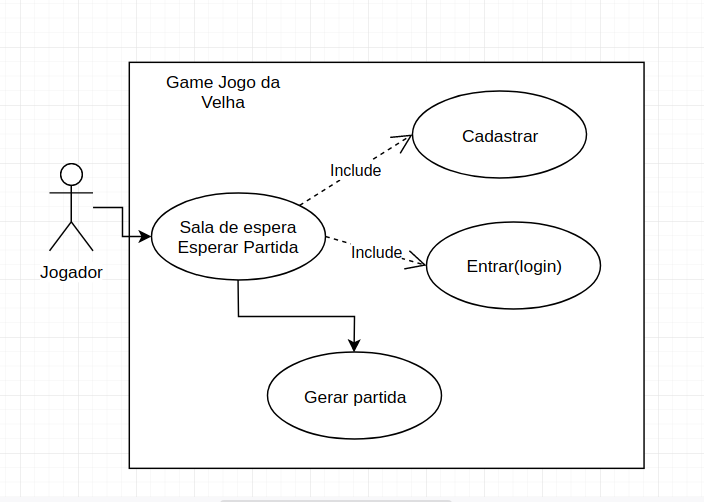 Game Jogo da
Velha
Cadastrar
Include
Sala de espera
Esperar Partida
Include
Entrar(login)
Jogador
Gerar partida